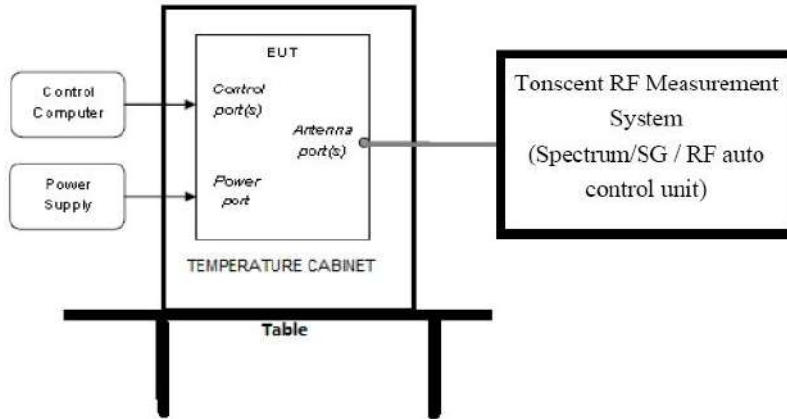 Control
Computer
Power
Supply
EUT
Control
port(s)
Antenna
port(s)
Power
port
TEMPERATURE CABINET
Table
Tonscent RF Measurement
System
(Spectrum/SG / RF auto
control unit)